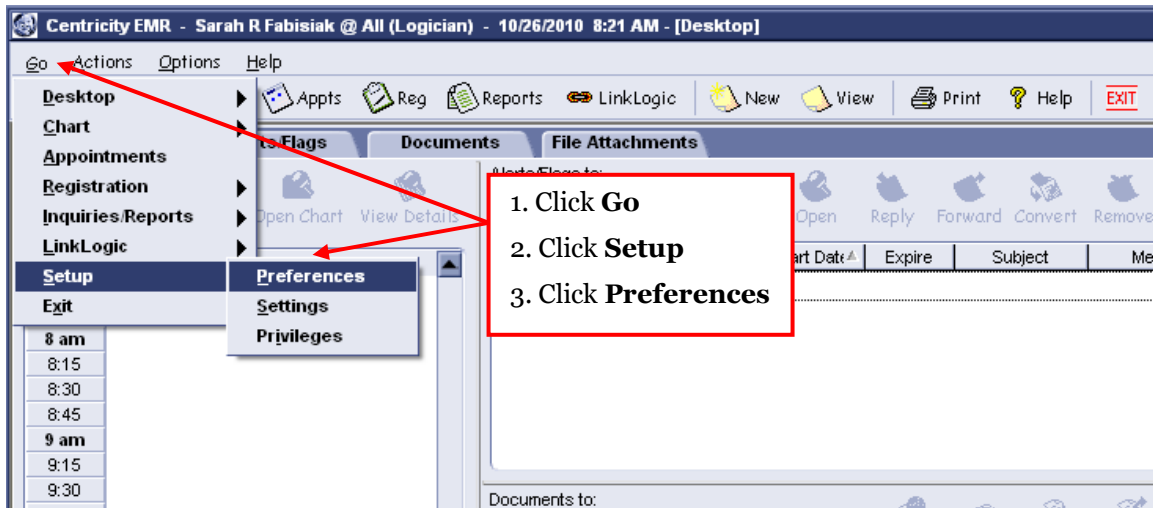 Centricity EMR - Sarah R Fabisiak @ All (Logician) - 10/26/2010 8:21 AM - [Desktop]
Go Actions Options Help
Appts Reg Reports LinkLogic New View Print Help EXIT
Desktop
Chart
Appointments
Registration
Inquiries/Reports
LinkLogic
Setup
Exit
Preferences
Settings
Privileges
Documents File Attachments
Open Chart View Details
Open Reply Forward Convert Remove
Expire Subject
1. Click Go
2. Click Setup
3. Click Preferences
8 am
8:15
8:30
8:45
9 am
9:15
9:30
Documents to: